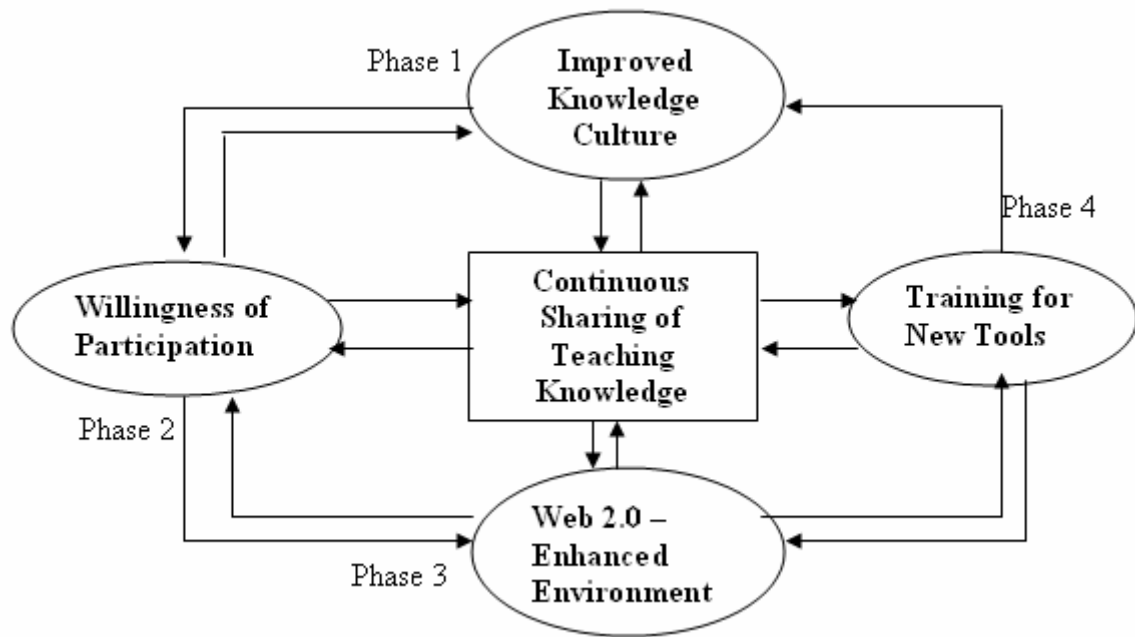 Phase 1
Improved
Knowledge
Culture
Phase 4
Willingness of
Participation
Continuous
Sharing of
Teaching
Knowledge
Training for
New Tools
Phase 2
Web 2.0 –
Enhanced
Environment
Phase 3